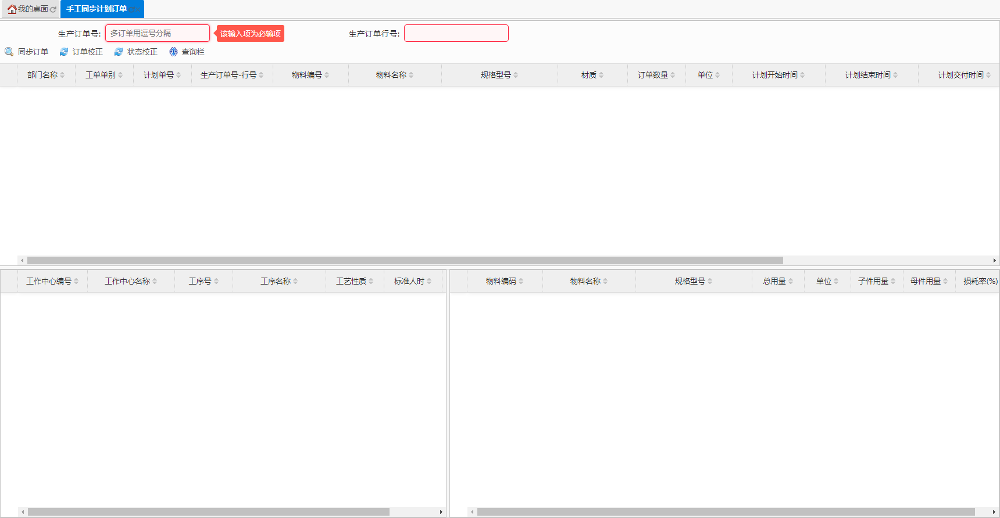 我的桌面 手工同步计划订单
生产订单号: 多订单用逗号分隔 该输入项为必输项 生产订单行号:
同步订单 订单校正 状态校正 查询栏
部门名称 工单单别 计划单号 生产订单号-行号 物料编号 物料名称 规格型号 材质 订单数量 单位 计划开始时间 计划结束时间 计划交付时间
工作中心编号 工作中心名称 工序号 工序名称 工艺性质 标准人时
物料编码 物料名称 规格型号 总用量 单位 子件用量 母件用量 损耗率(%)